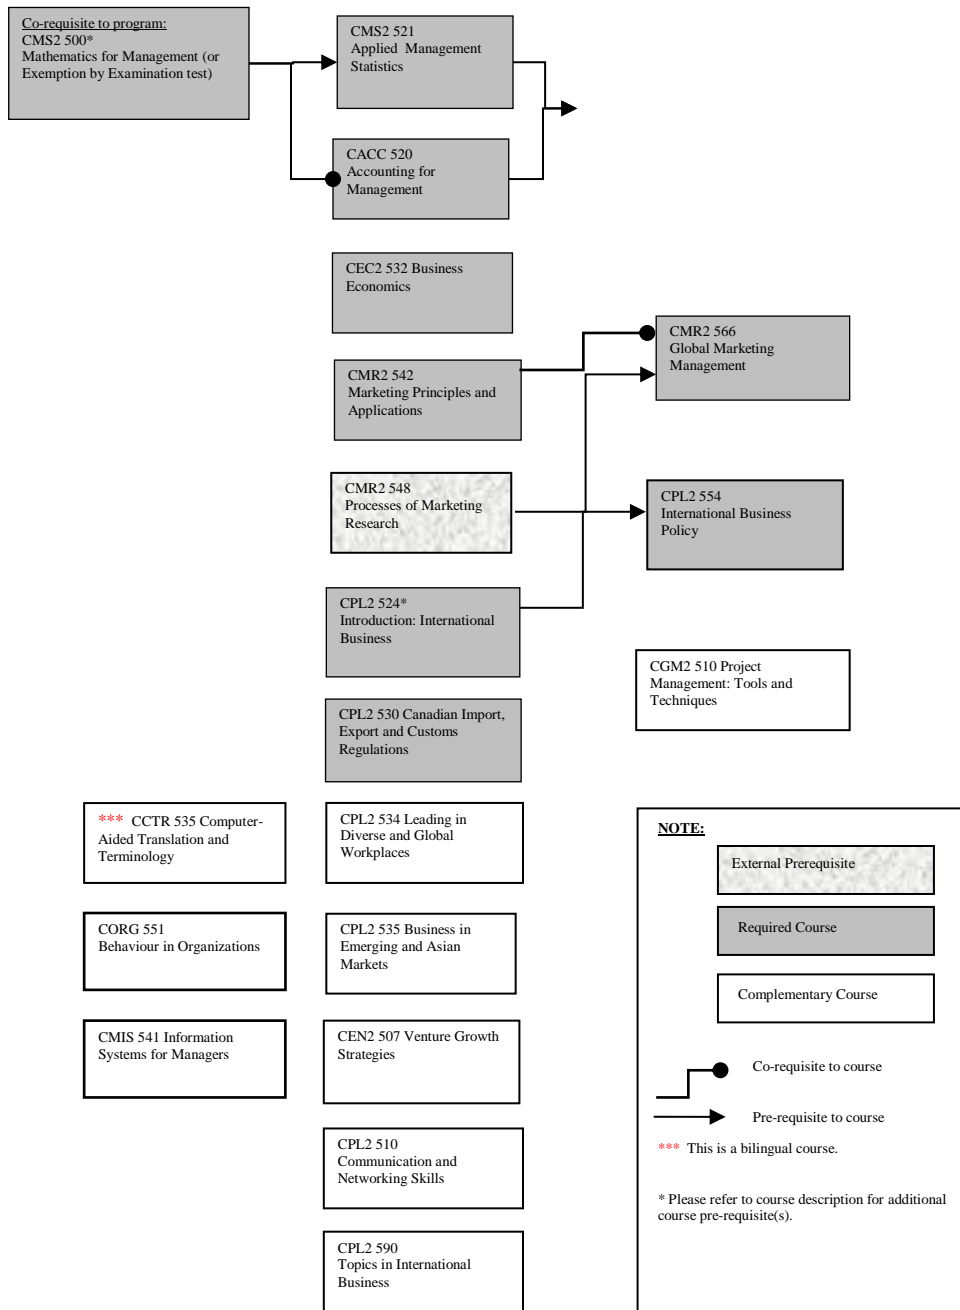 Co-requisite to program:
CMS2 500*
Mathematics for Management (or
Exemption by Examination test)
CMS2 521
Applied Management
Statistics
CACC 520
Accounting for
Management
CEC2 532 Business
Economics
CMR2 566
Global Marketing
Management
CMR2 542
Marketing Principles and
Applications
CMR2 548
Processes of Marketing
Research
CPL2 554
International Business
Policy
CPL2 524*
Introduction: International
Business
CGM2 510 Project
Management: Tools and
Techniques
CPL2 530 Canadian Import,
Export and Customs
Regulations
*** CCTR 535 Computer-
Aided Translation and
Terminology
CPL2 534 Leading in
Diverse and Global
Workplaces
CORG 551
Behaviour in Organizations
CPL2 535 Business in
Emerging and Asian
Markets
CMIS 541 Information
Systems for Managers
CEN2 507 Venture Growth
Strategies
CPL2 510
Communication and
Networking Skills
CPL2 590
Topics in International
Business
NOTE:
External Prerequisite
Required Course
Complementary Course
Co-requisite to course
Pre-requisite to course
*** This is a bilingual course.
* Please refer to course description for additional
course pre-requisite(s).